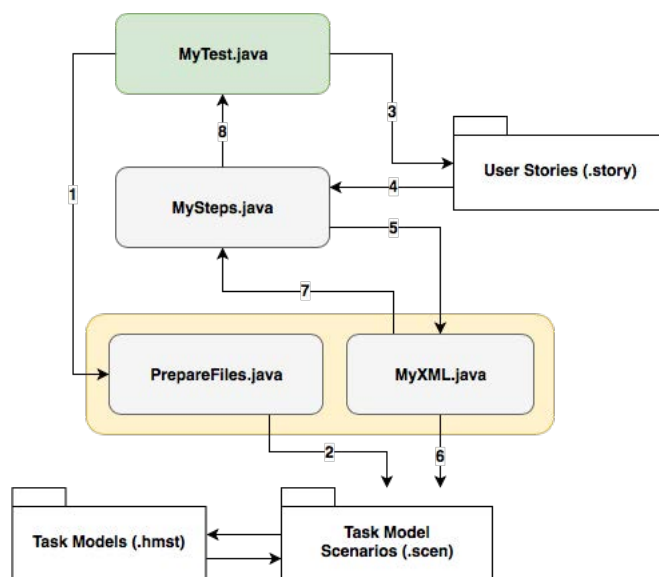 MyTest.java
3
8
User Stories (.story)
1
4
MySteps.java
5
7
PrepareFiles.java
MyXML.java
2
6
Task Models (.hmst)
Task Model
Scenarios (.scen)